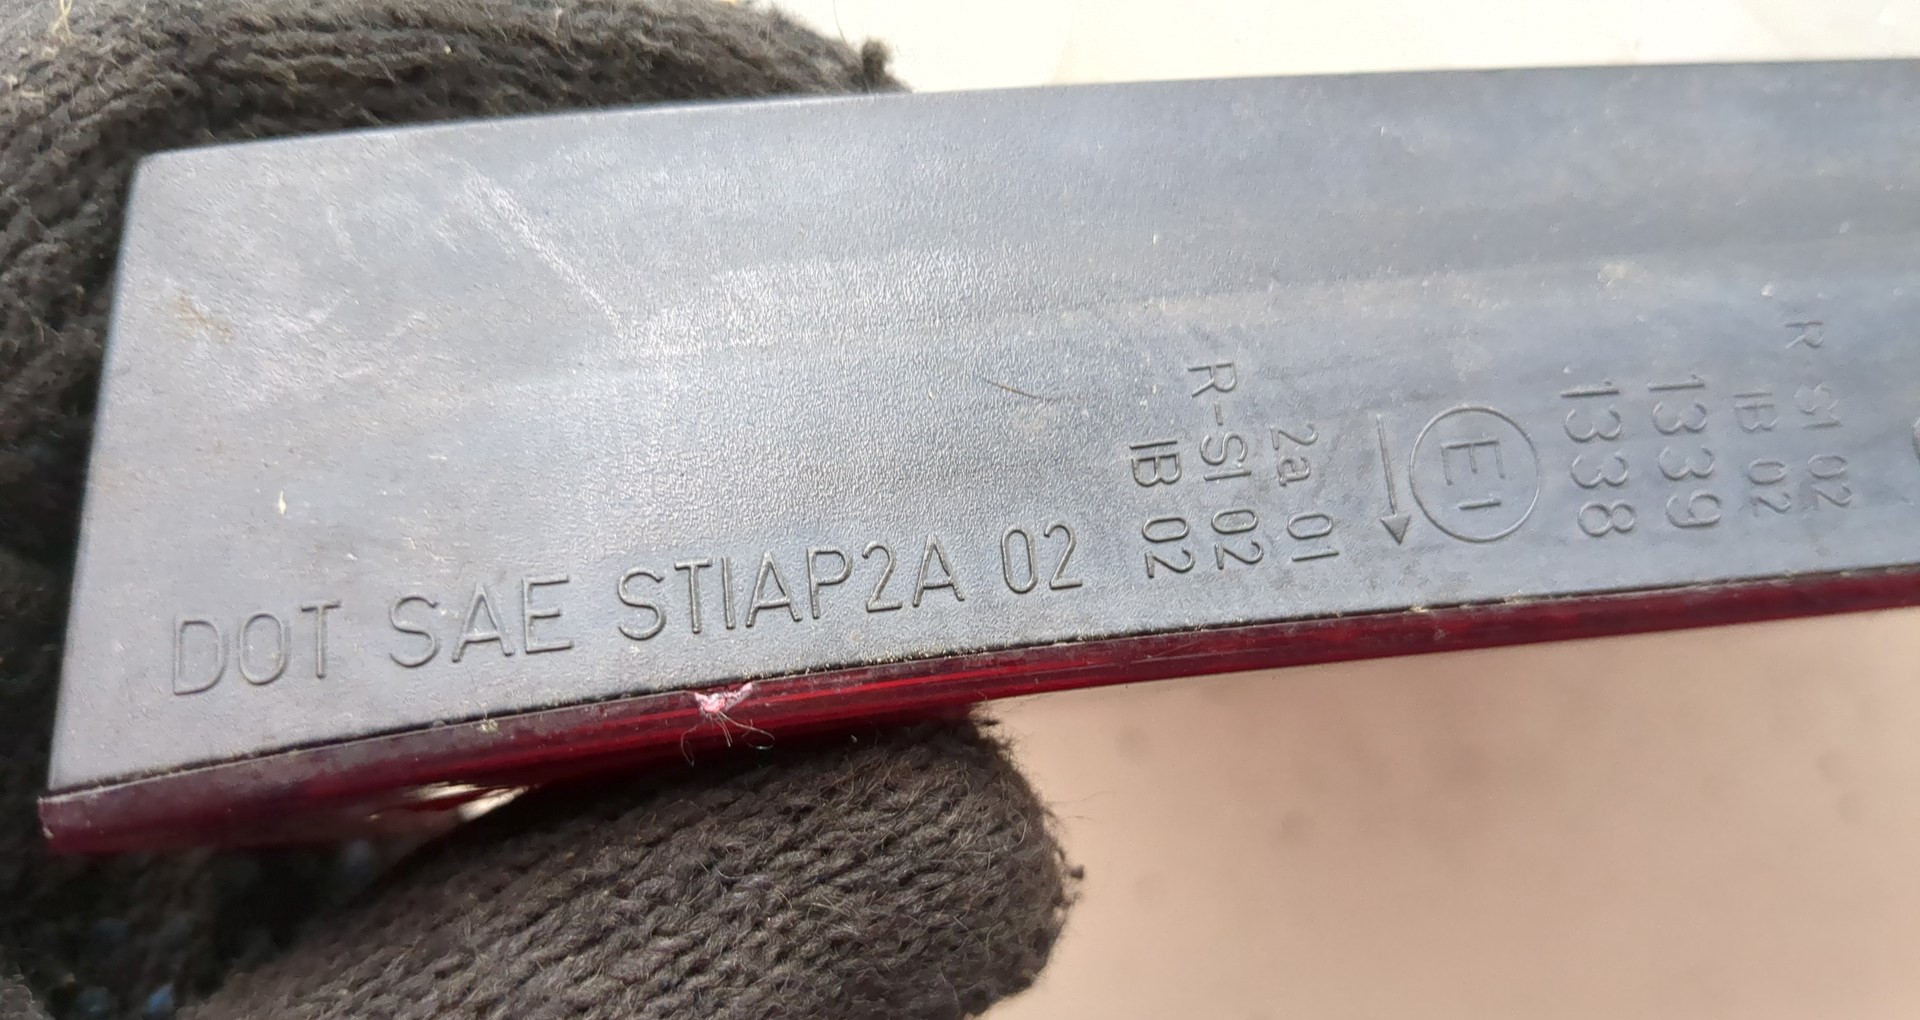 DOT SAE STIAP2A 02
2a 01
R-S1 02
IB 02
E1
1339
1338
R-S1 02
IB 02